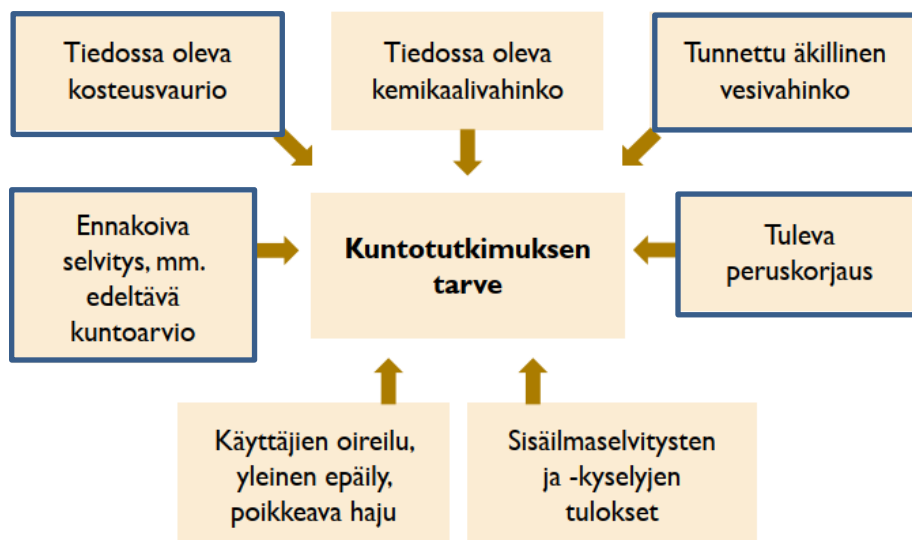 Tiedossa oleva
kosteusvaurio
Tiedossa oleva
kemikaalivahinko
Tunnettu äkillinen
vesivahinko
Ennakoiva
selvitys, mm.
edeltävä
kuntoarvio
Kuntotutkimuksen
tarve
Tuleva
peruskorjaus
Käyttäjien oireilu,
yleinen epäily,
poikkeava haju
Sisäilmaselvitysten
ja -kyselyjen
tulokset